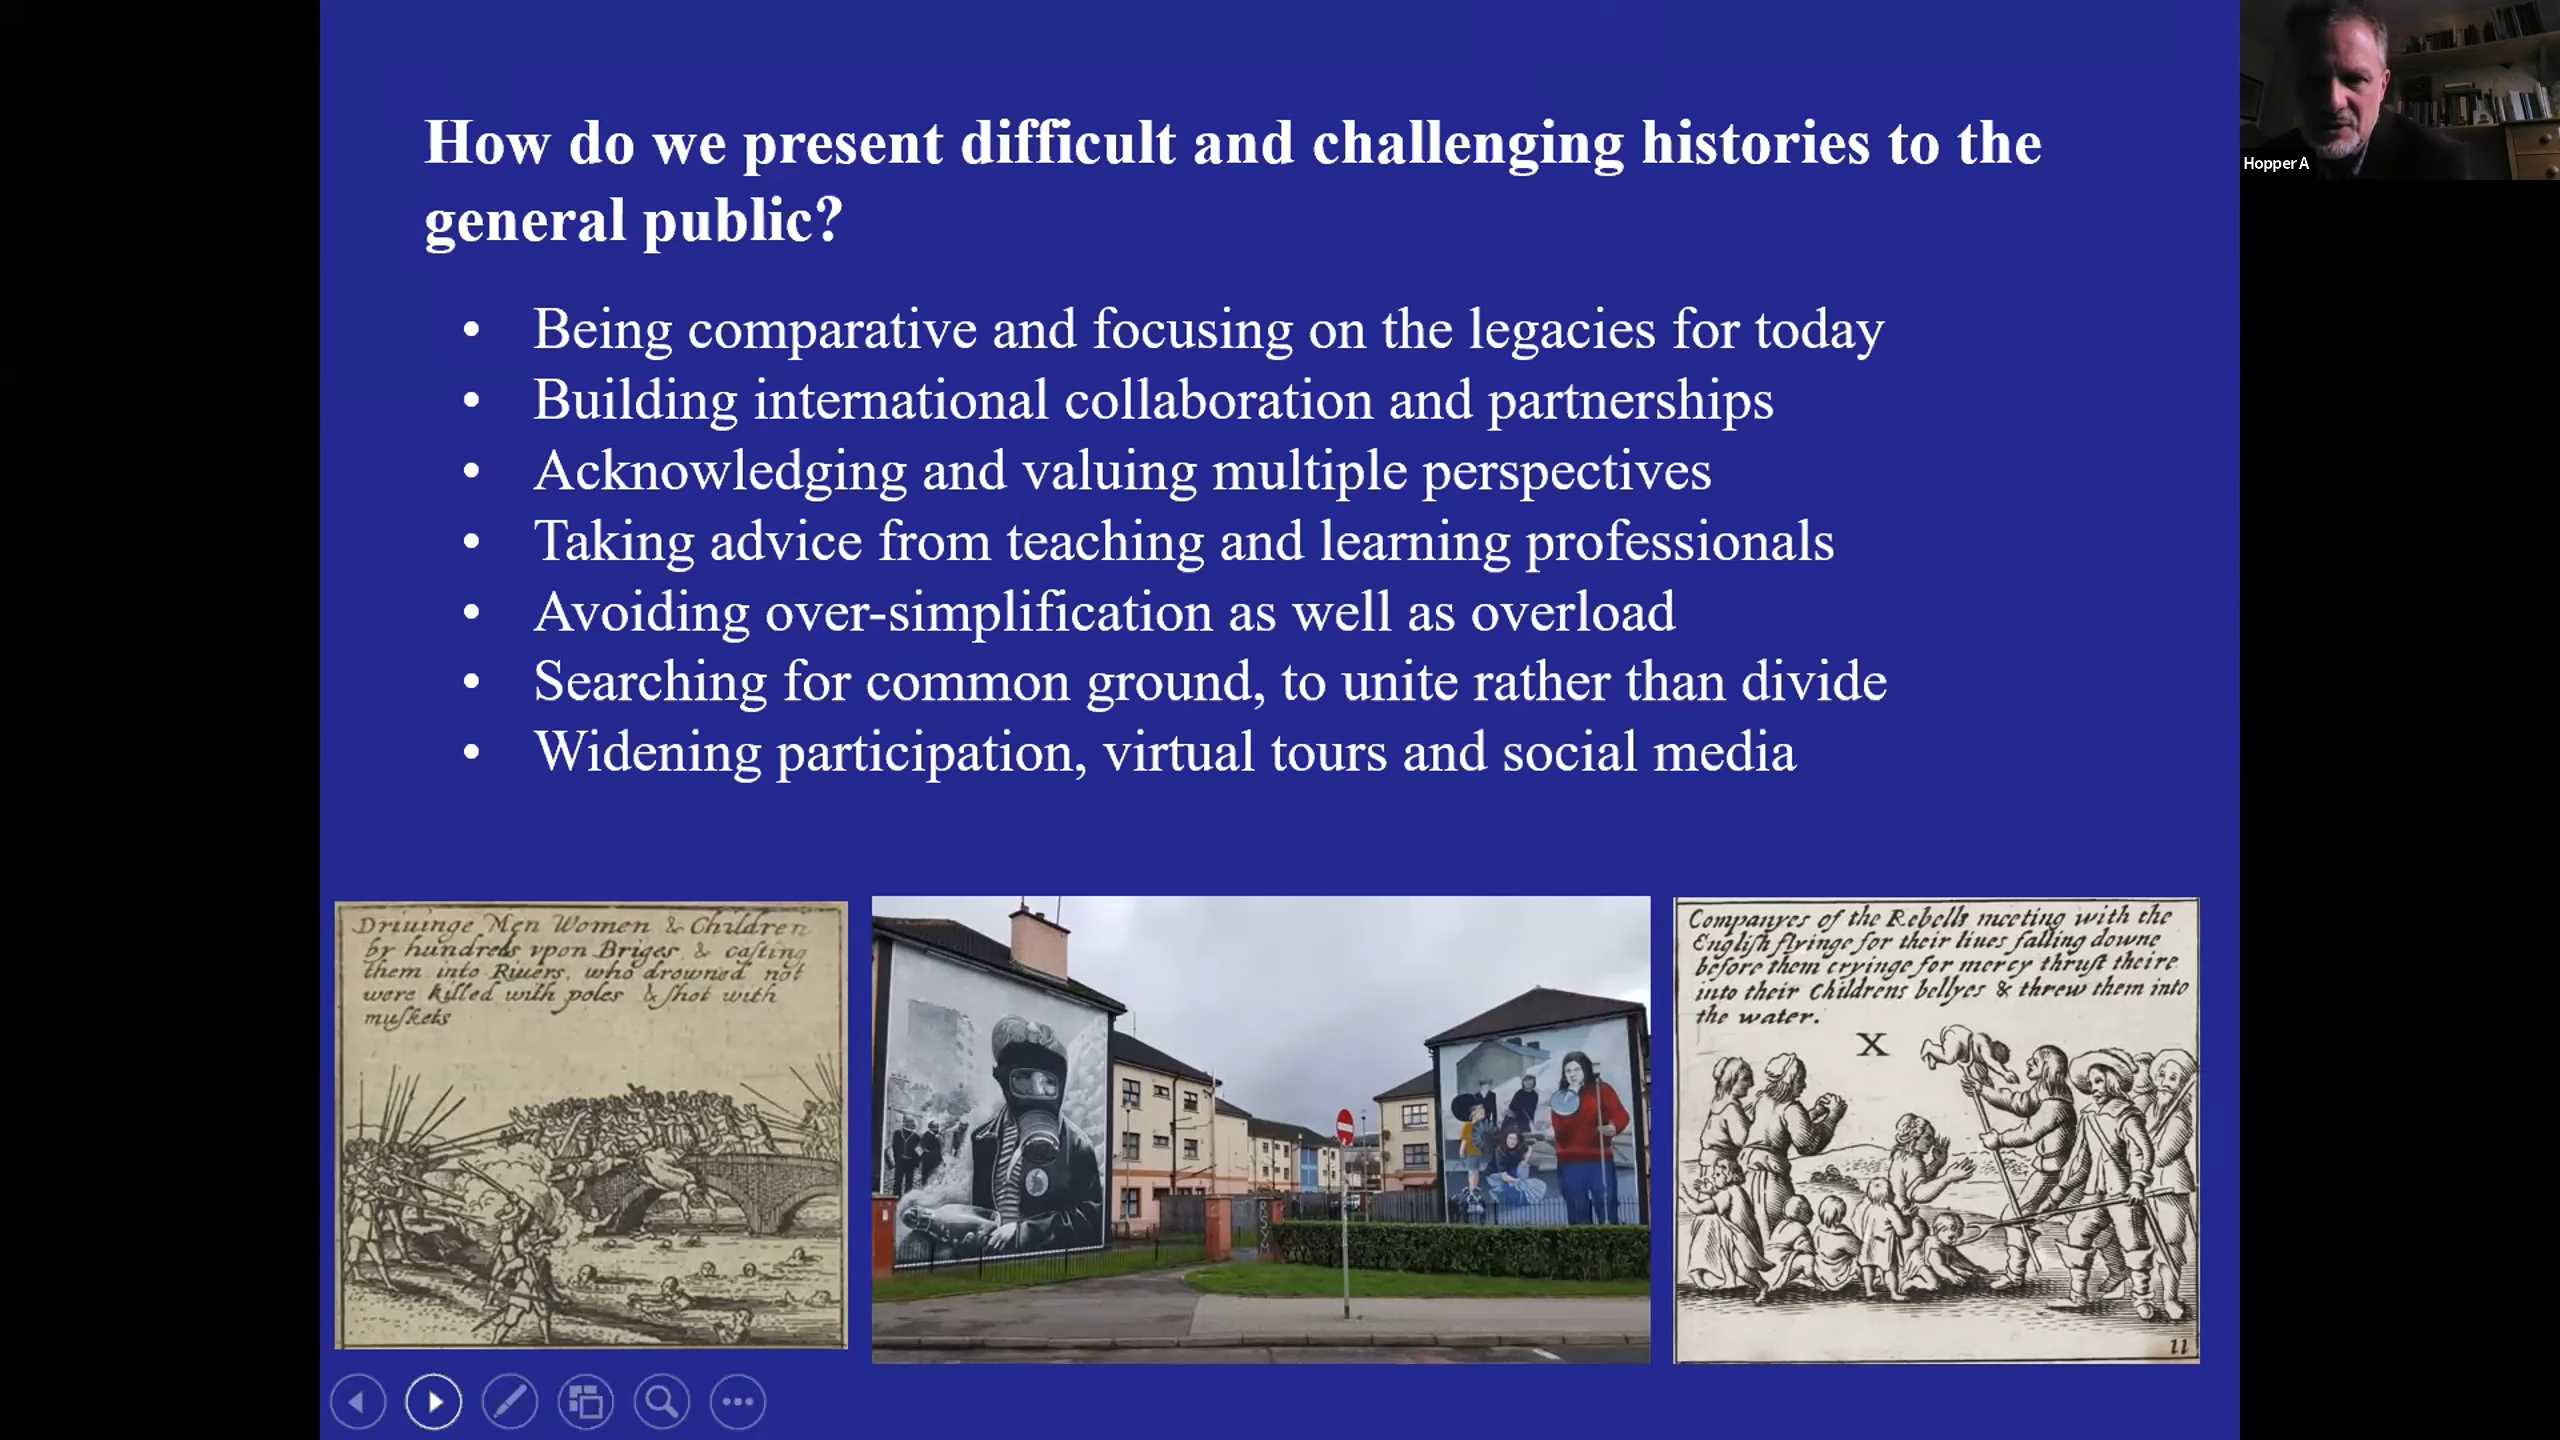 How do we present difficult and challenging histories to the
general public?
• Being comparative and focusing on the legacies for today
• Building international collaboration and partnerships
• Acknowledging and valuing multiple perspectives
• Taking advice from teaching and learning professionals
• Avoiding over-simplification as well as overload
• Searching for common ground, to unite rather than divide
• Widening participation, virtual tours and social media
Hopper A
Driuinge Men Women & Children
by hundreds vpon Briges & casting
them into Riuers, who drowned not
were killed with poles & shot with
muskets
Companyes of the Rebells meeting with the
English flyinge for their liues falling downe
before them cryinge for mercy thrust theire
into their Childrens bellyes & threw them into
the water.
X
11